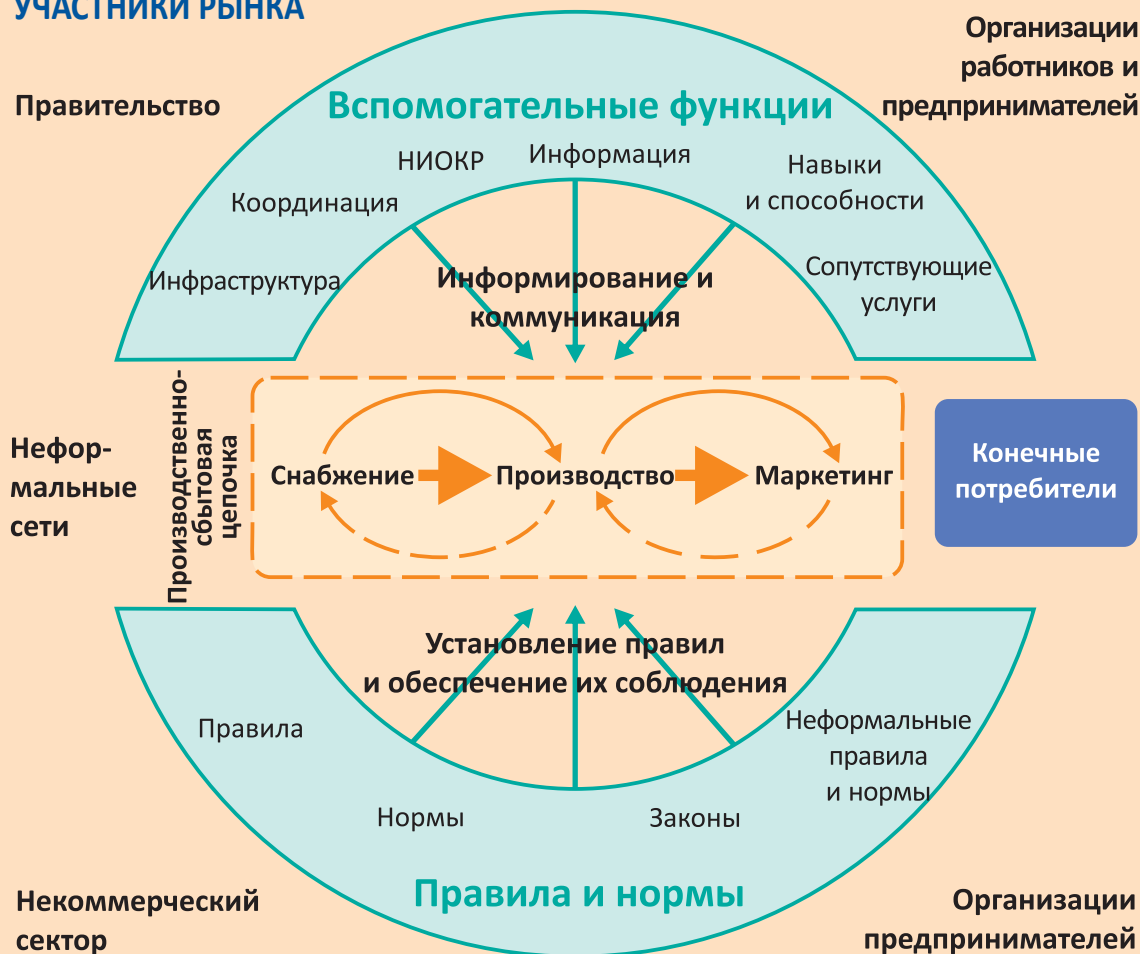 УЧАСТНИКИ РЫНКА
Правительство
Организации
работников и
предпринимателей
Вспомогательные функции
Инфраструктура
Координация
НИОКР
Информация
Навыки
и способности
Сопутствующие
услуги
Информирование и
коммуникация
Нефор-
мальные
сети
Производственно-
сбытовая
цепочка
Снабжение
Производство
Маркетинг
Конечные
потребители
Установление правил
и обеспечение их соблюдения
Правила
Нормы
Законы
Неформальные
правила
и нормы
Правила и нормы
Некоммерческий
сектор
Организации
предпринимателей